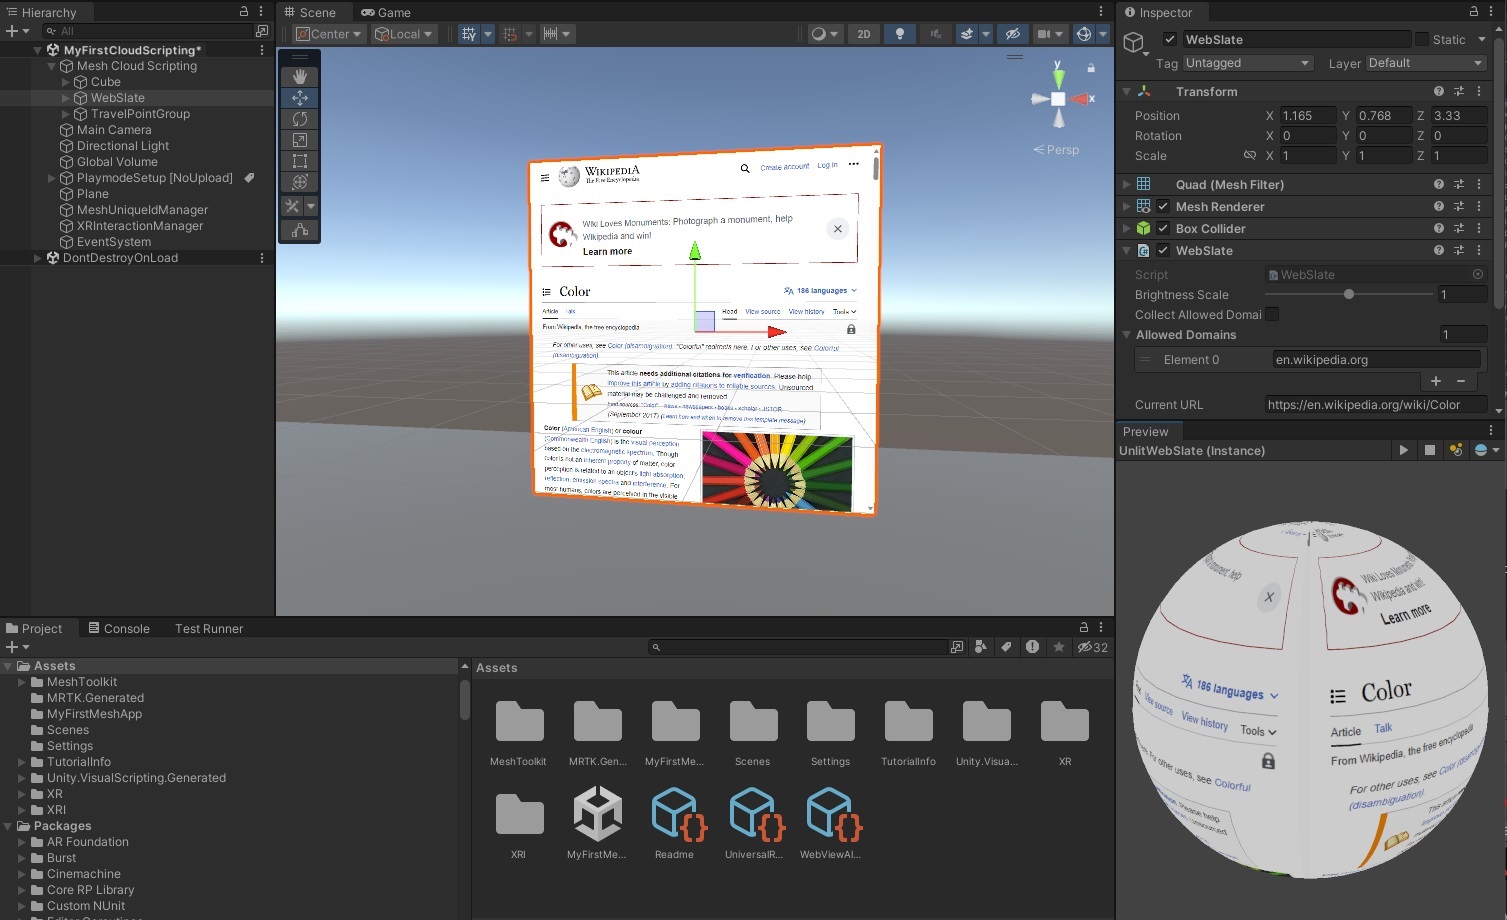 Hierarchy
All
MyFirstCloudScripting*
Mesh Cloud Scripting
Cube
WebSlate
TravelPointGroup
Main Camera
Directional Light
Global Volume
PlaymodeSetup [NoUpload]
Plane
MeshUniqueIdManager
XRInteractionManager
EventSystem
DontDestroyOnLoad
Scene
Game
Center
Local
2D
y
x
Persp
WIKIPEDIA
The Free Encyclopedia
Create account Log in
Wiki Loves Monuments: Photograph a monument, help
Wikipedia and win!
Learn more
Color
186 languages
Article Talk
Read View source View history Tools
From Wikipedia, the free encyclopedia
For other uses, see Color (disambiguation). "Colorful" redirects here. For other uses, see Colorful
(disambiguation).
This article needs additional citations for verification. Please help
improve this article by adding citations to reliable sources. Unsourced
material may be challenged and removed.
Find sources: "Color" · news · newspapers · books · scholar · JSTOR
(September 2017) (Learn how and when to remove this template message)
Color (American English) or colour
(Commonwealth English) is the visual perception
based on the electromagnetic spectrum. Though
color is not an inherent property of matter, color
perception is related to an object's light absorption,
reflection, emission spectra and interference. For
most humans, colors are perceived in the visible
Inspector
WebSlate
Static
Tag Untagged Layer Default
Transform
Position X 1.165 Y 0.768 Z 3.33
Rotation X 0 Y 0 Z 0
Scale X 1 Y 1 Z 1
Quad (Mesh Filter)
Mesh Renderer
Box Collider
WebSlate
Script WebSlate
Brightness Scale 1
Collect Allowed Domai
Allowed Domains 1
Element 0 en.wikipedia.org
Current URL https://en.wikipedia.org/wiki/Color
Preview
UnlitWebSlate (Instance)
monument, help
X
Wiki Loves Monuments
Wikipedia and win!
Learn more
186 languages
View source View history Tools
For other uses, see Colorful
Please help
Color
Article Talk
From Wikipedia, the free encyclopedia
For other uses, see Color
(disambiguation).
This article
Project
Console
Test Runner
32
Assets
MeshToolkit
MRTK.Generated
MyFirstMeshApp
Scenes
Settings
TutorialInfo
Unity.VisualScripting.Generated
XR
XRI
Packages
AR Foundation
Burst
Cinemachine
Core RP Library
Custom NUnit
Editor Coroutines
Assets
MeshToolkit
MRTK.Gen...
MyFirstMe...
Scenes
Settings
TutorialInfo
Unity.Visua...
XR
XRI
MyFirstMe...
Readme
UniversalR...
WebViewAl...